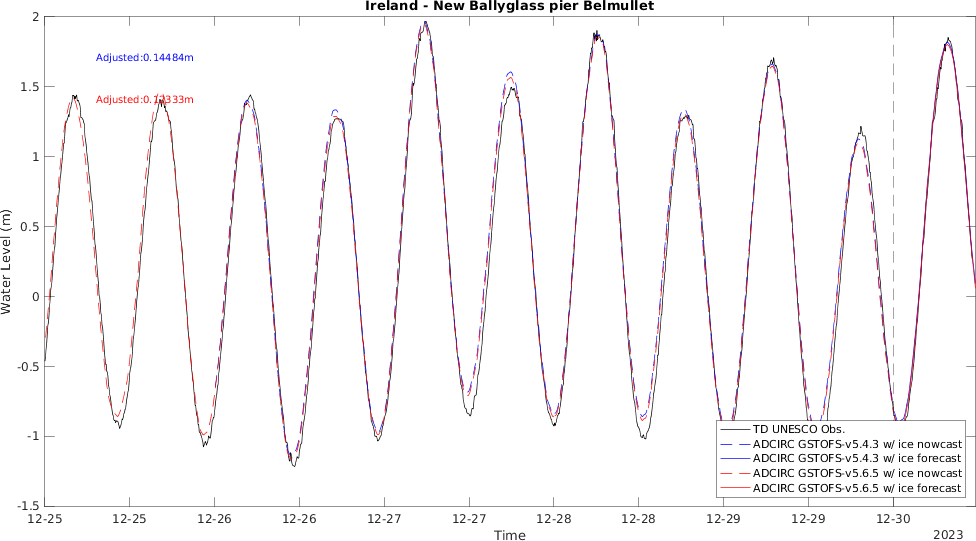 Ireland - New Ballyglass pier Belmullet
Water Level (m)
2
1.5
1
0.5
0
-0.5
-1
-1.5
Adjusted:0.14484m
Adjusted:0.13333m
TD UNESCO Obs.
ADCIRC GSTOFS-v5.4.3 w/ ice nowcast
ADCIRC GSTOFS-v5.4.3 w/ ice forecast
ADCIRC GSTOFS-v5.6.5 w/ ice nowcast
ADCIRC GSTOFS-v5.6.5 w/ ice forecast
12-25 12-25 12-26 12-26 12-27 12-27 12-28 12-28 12-29 12-29 12-30
Time
2023